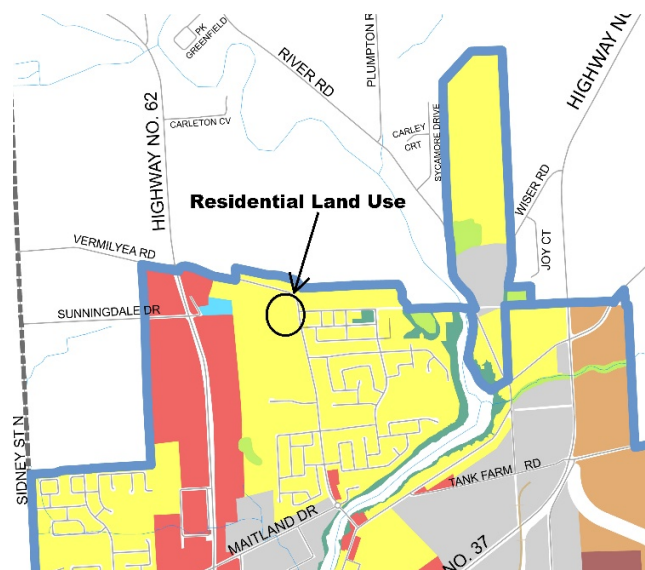 PK
GREENFIELD
RIVER RD
PLUMPTON R
HIGHWAY NO
HIGHWAY NO. 62
CARLETON CV
CARLEY
CRT
SYCAMORE DRIVE
WISER RD
Residential Land Use
JOY CT
VERMILYEA RD
SUNNINGDALE DR
SIDNEY ST N
TANK FARM RD
MAITLAND DR
NO. 37